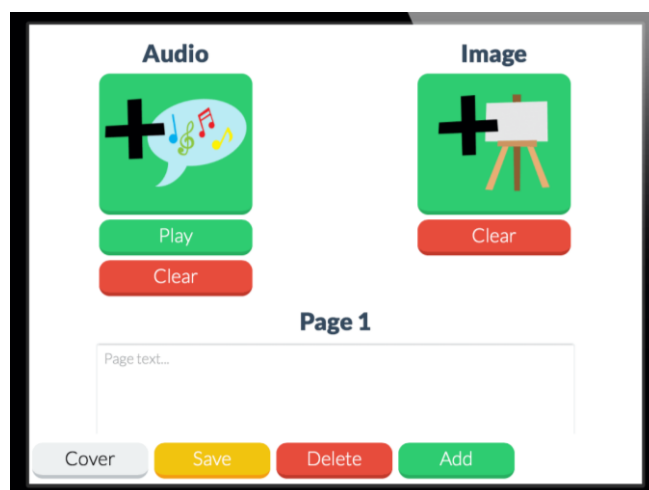 Audio
Image
Play
Clear
Clear
Page 1
Page text...
Cover
Save
Delete
Add